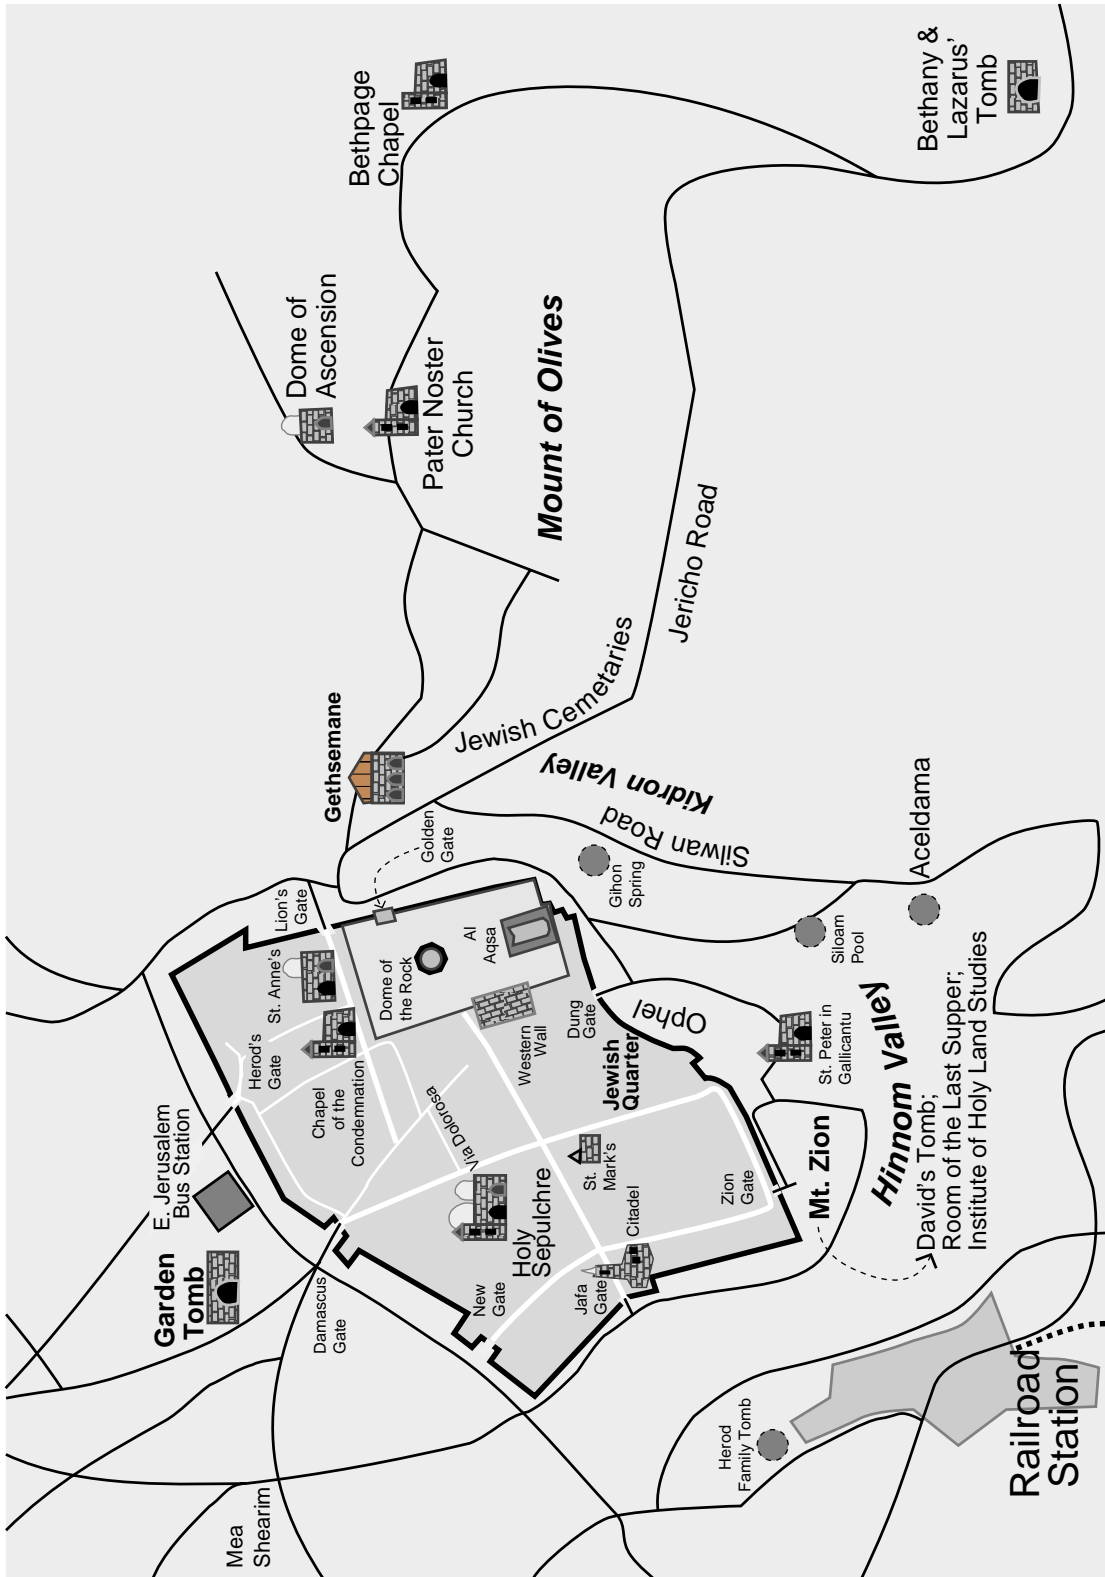 Bethany &
Lazarus'
Tomb
Bethpage
Chapel
Dome of
Ascension
Pater Noster
Church
Mount of Olives
Jericho Road
Jewish Cemetaries
Gethsemane
Kidron Valley
Silwan Road
Golden
Gate
Gihon
Spring
Aceldama
Siloam
Pool
Lion's
Gate
St. Anne's
Dome of
the Rock
Al
Aqsa
Western
Wall
Dung
Gate
Ophel
St. Peter in
Gallicantu
Hinnom Valley
Herod's
Gate
Chapel
of the
Condemnation
Via Dolorosa
Jewish
Quarter
E. Jerusalem
Bus Station
Garden
Tomb
Damascus
Gate
Holy
Sepulchre
St.
Mark's
Citadel
Zion
Gate
Mt. Zion
David's Tomb;
Room of the Last Supper;
Institute of Holy Land Studies
New
Gate
Jafa
Gate
Herod
Family Tomb
Railroad
Station
Mea
Shearim